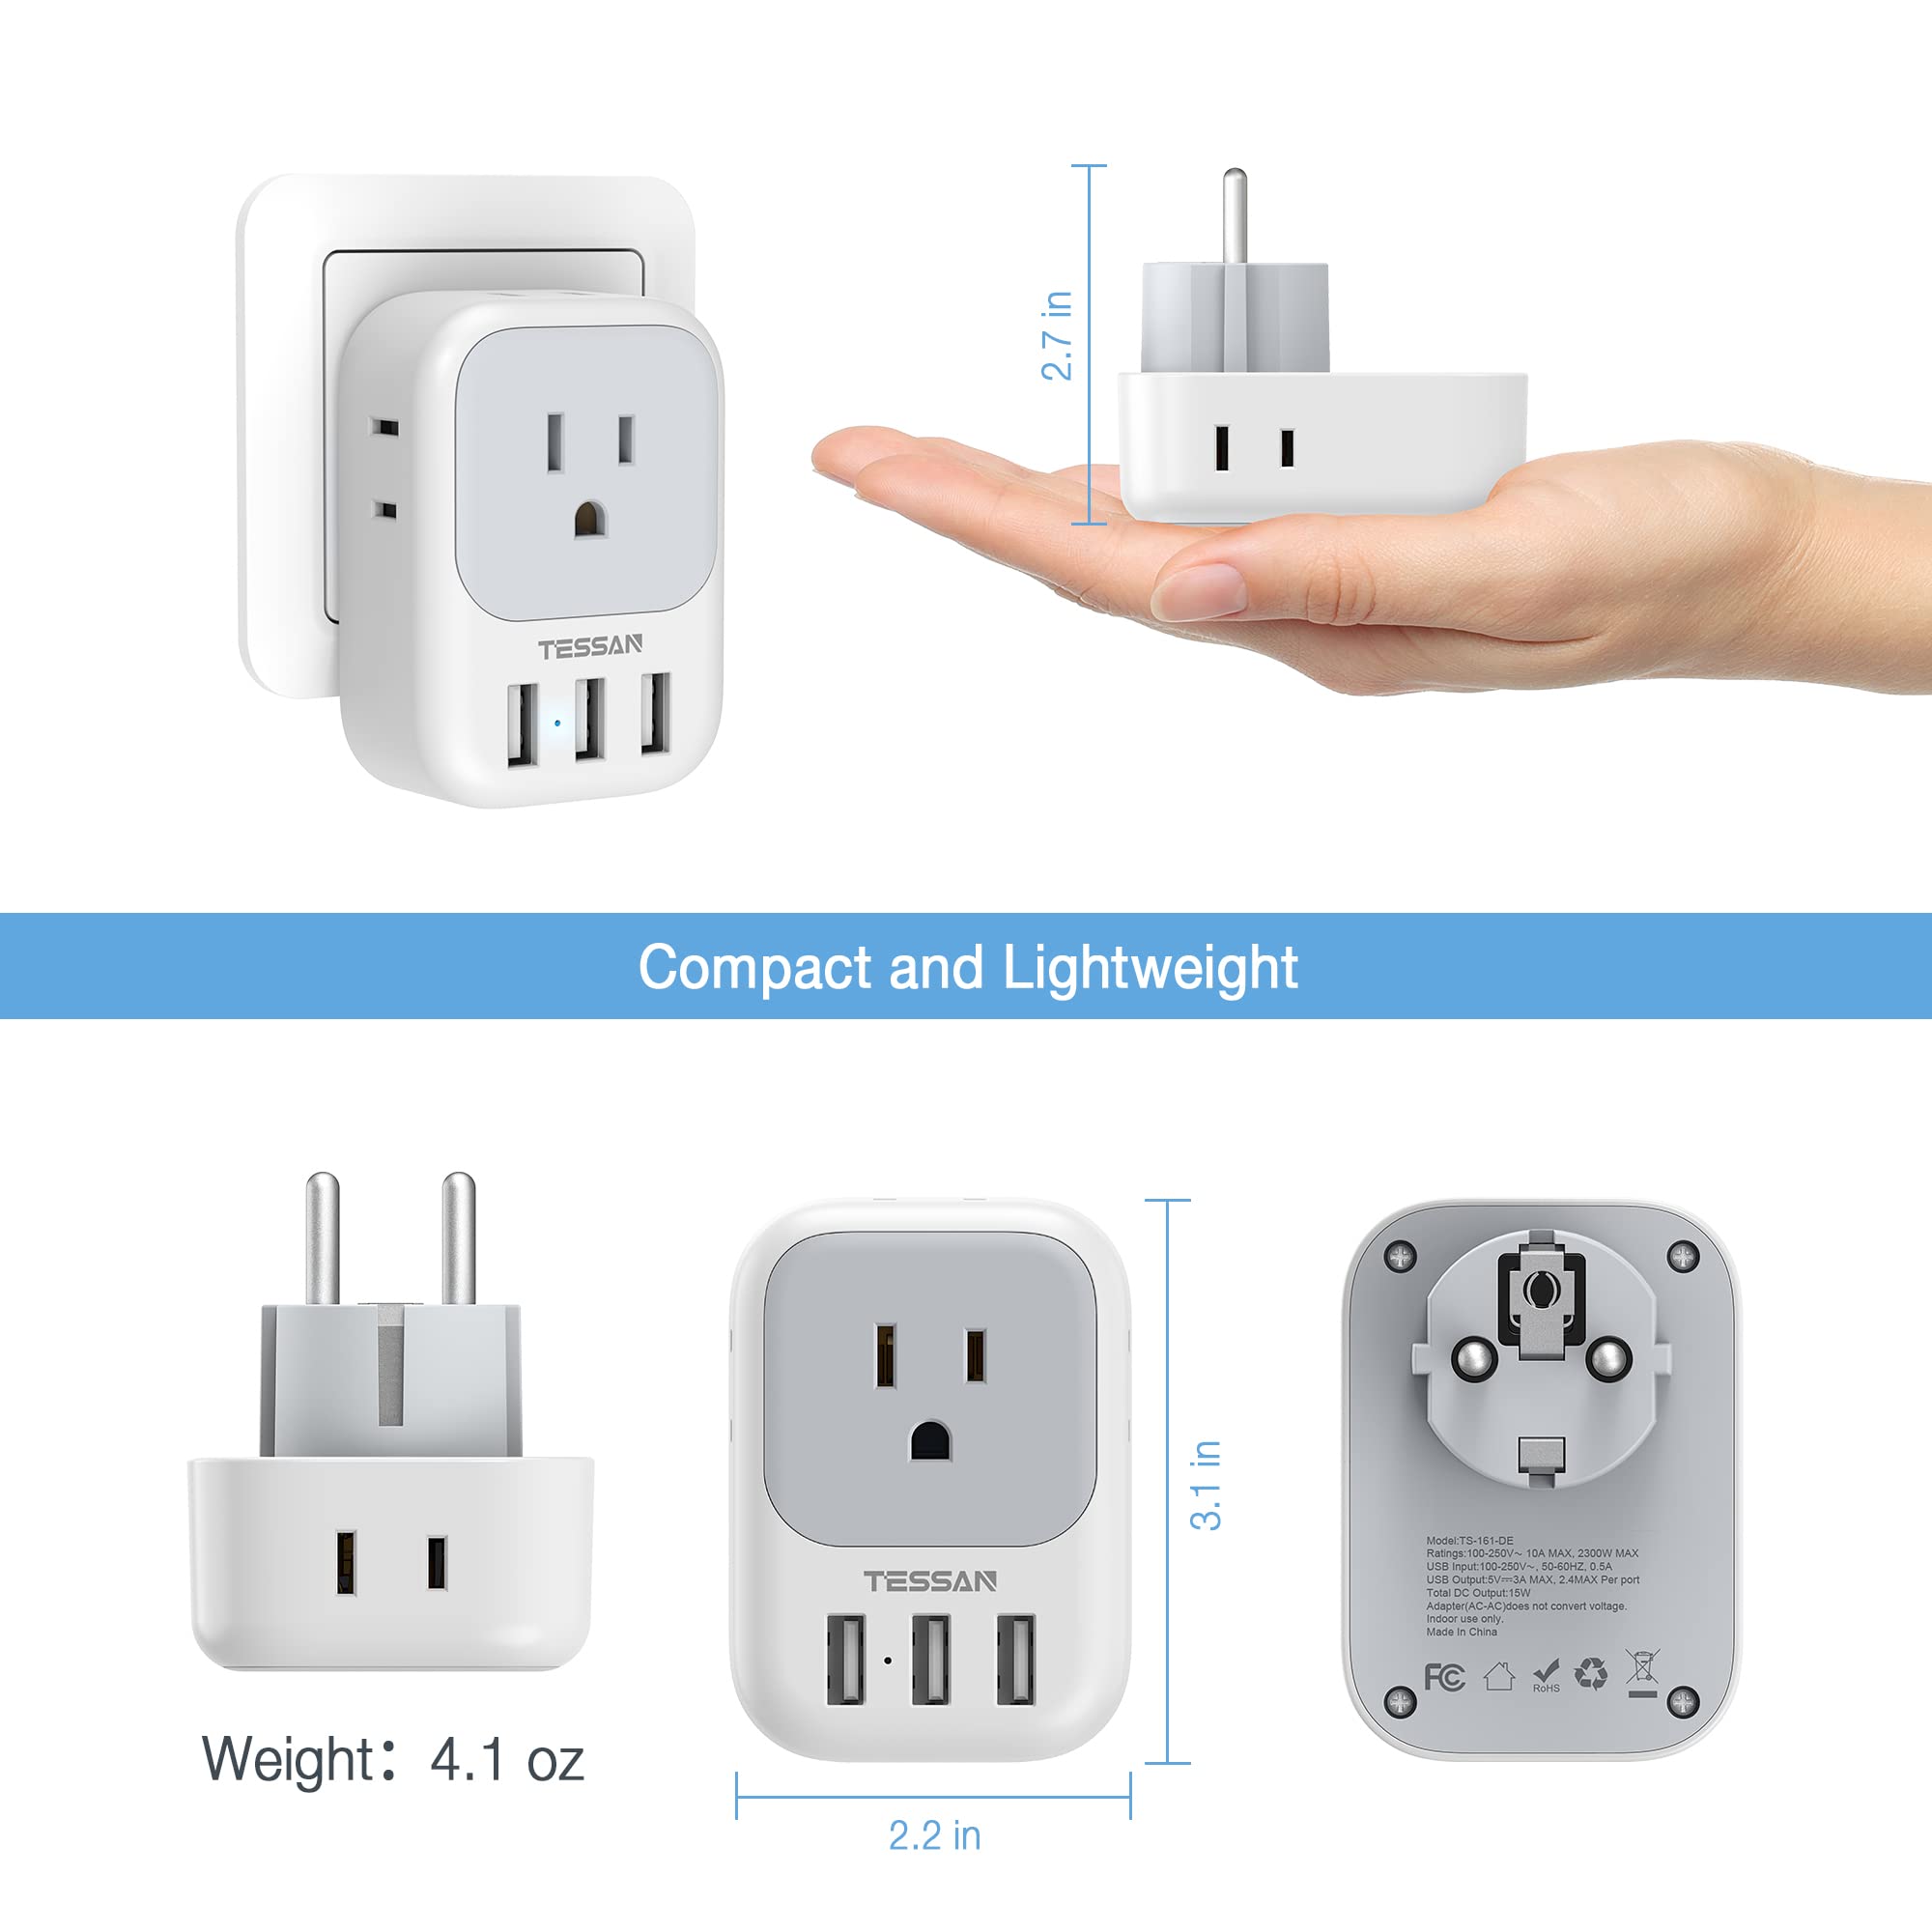 2.7 in
TESSAN
Compact and Lightweight
TESSAN
3.1 in
Model:TS-161-DE
Ratings:100-250V~ 10A MAX, 2300W MAX
USB Input:100-250V~, 50-60HZ, 0.5A
USB Output:5V⎓3A MAX, 2.4MAX Per port
Total DC Output:15W
Adapter(AC-AC)does not convert voltage.
Indoor use only.
Made In China
FC
RoHS
Weight: 4.1 oz
2.2 in